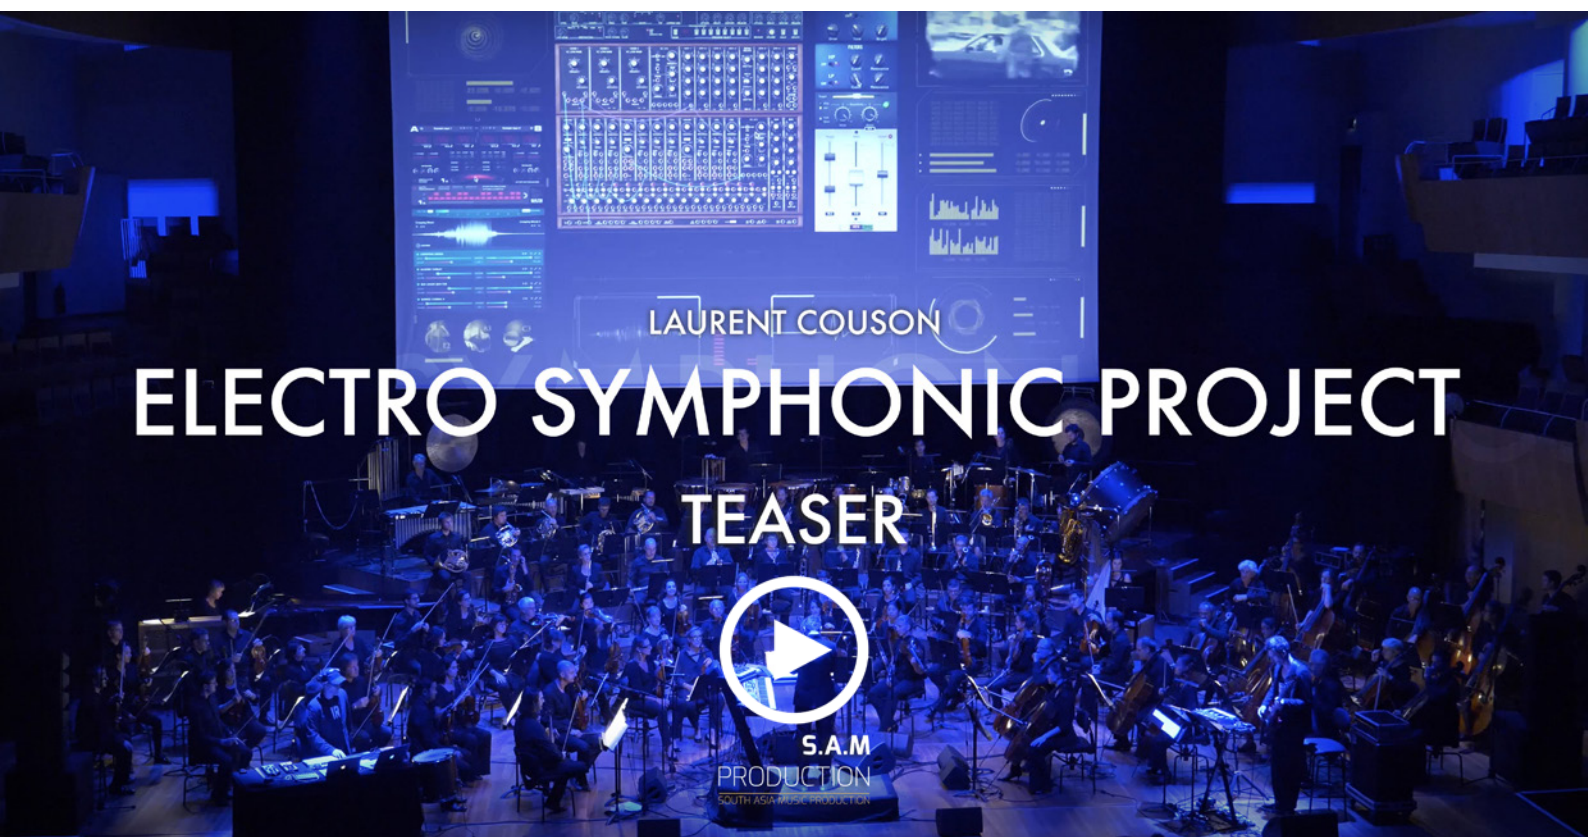 LAURENT COUSON
ELECTRO SYMPHONIC PROJECT
TEASER
S.A.M
PRODUCTION
SOUTH ASIA MUSIC PRODUCTION